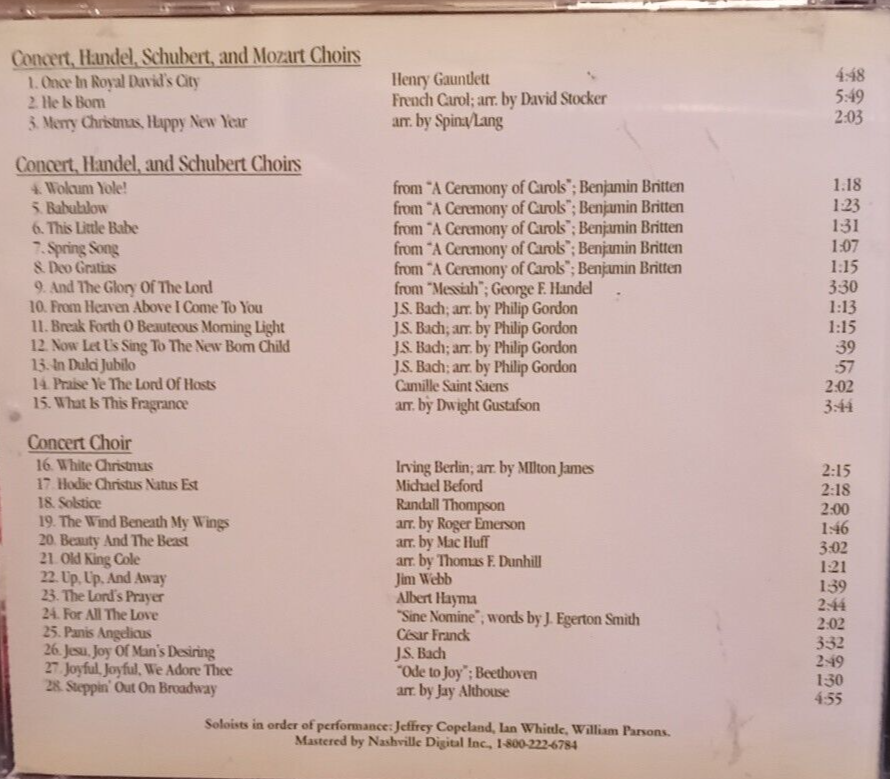 Concert, Handel, Schubert, and Mozart Choirs
1. Once In Royal David's City Henry Gauntlett 4:48
2. He Is Born French Carol; arr. by David Stocker 5:49
3. Merry Christmas, Happy New Year arr. by Spina/Lang 2:03
Concert, Handel, and Schubert Choirs
4. Wolcum Yole! from "A Ceremony of Carols"; Benjamin Britten 1:18
5. Babulalow from "A Ceremony of Carols"; Benjamin Britten 1:23
6. This Little Babe from "A Ceremony of Carols"; Benjamin Britten 1:31
7. Spring Song from "A Ceremony of Carols"; Benjamin Britten 1:07
8. Deo Gratias from "A Ceremony of Carols"; Benjamin Britten 1:15
9. And The Glory Of The Lord from "Messiah"; George F. Handel 3:30
10. From Heaven Above I Come To You J.S. Bach; arr. by Philip Gordon 1:13
11. Break Forth O Beauteous Morning Light J.S. Bach; arr. by Philip Gordon 1:15
12. Now Let Us Sing To The New Born Child J.S. Bach; arr. by Philip Gordon :39
13. In Dulci Jubilo J.S. Bach; arr. by Philip Gordon :57
14. Praise Ye The Lord Of Hosts Camille Saint Saens 2:02
15. What Is This Fragrance arr. by Dwight Gustafson 3:44
Concert Choir
16. White Christmas Irving Berlin; arr. by MIlton James 2:15
17. Hodie Christus Natus Est Michael Beford 2:18
18. Solstice Randall Thompson 2:00
19. The Wind Beneath My Wings arr. by Roger Emerson 1:46
20. Beauty And The Beast arr. by Mac Huff 3:02
21. Old King Cole arr. by Thomas F. Dunhill 1:21
22. Up, Up, And Away Jim Webb 1:39
23. The Lord's Prayer Albert Hayma 2:44
24. For All The Love "Sine Nomine"; words by J. Egerton Smith 2:02
25. Panis Angelicus César Franck 3:32
26. Jesu, Joy Of Man's Desiring J.S. Bach 2:49
27. Joyful, Joyful, We Adore Thee "Ode to Joy"; Beethoven 1:30
28. Steppin' Out On Broadway arr. by Jay Althouse 4:55
Soloists in order of performance: Jeffrey Copeland, Ian Whittle, William Parsons.
Mastered by Nashville Digital Inc., 1-800-222-6784